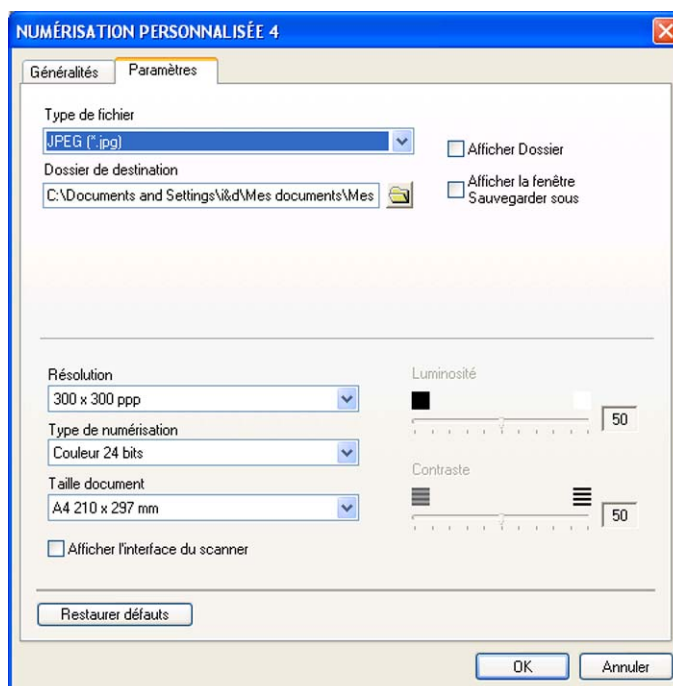 NUMÉRISATION PERSONNALISÉE 4
Généralités
Paramètres
Type de fichier
JPEG (*.jpg)
Afficher Dossier
Dossier de destination
C:\Documents and Settings\i&d\Mes documents\Mes
Afficher la fenêtre
Sauvegarder sous
Résolution
300 x 300 ppp
Type de numérisation
Couleur 24 bits
Taille document
A4 210 x 297 mm
Afficher l'interface du scanner
Luminosité
50
Contraste
50
Restaurer défauts
OK
Annuler